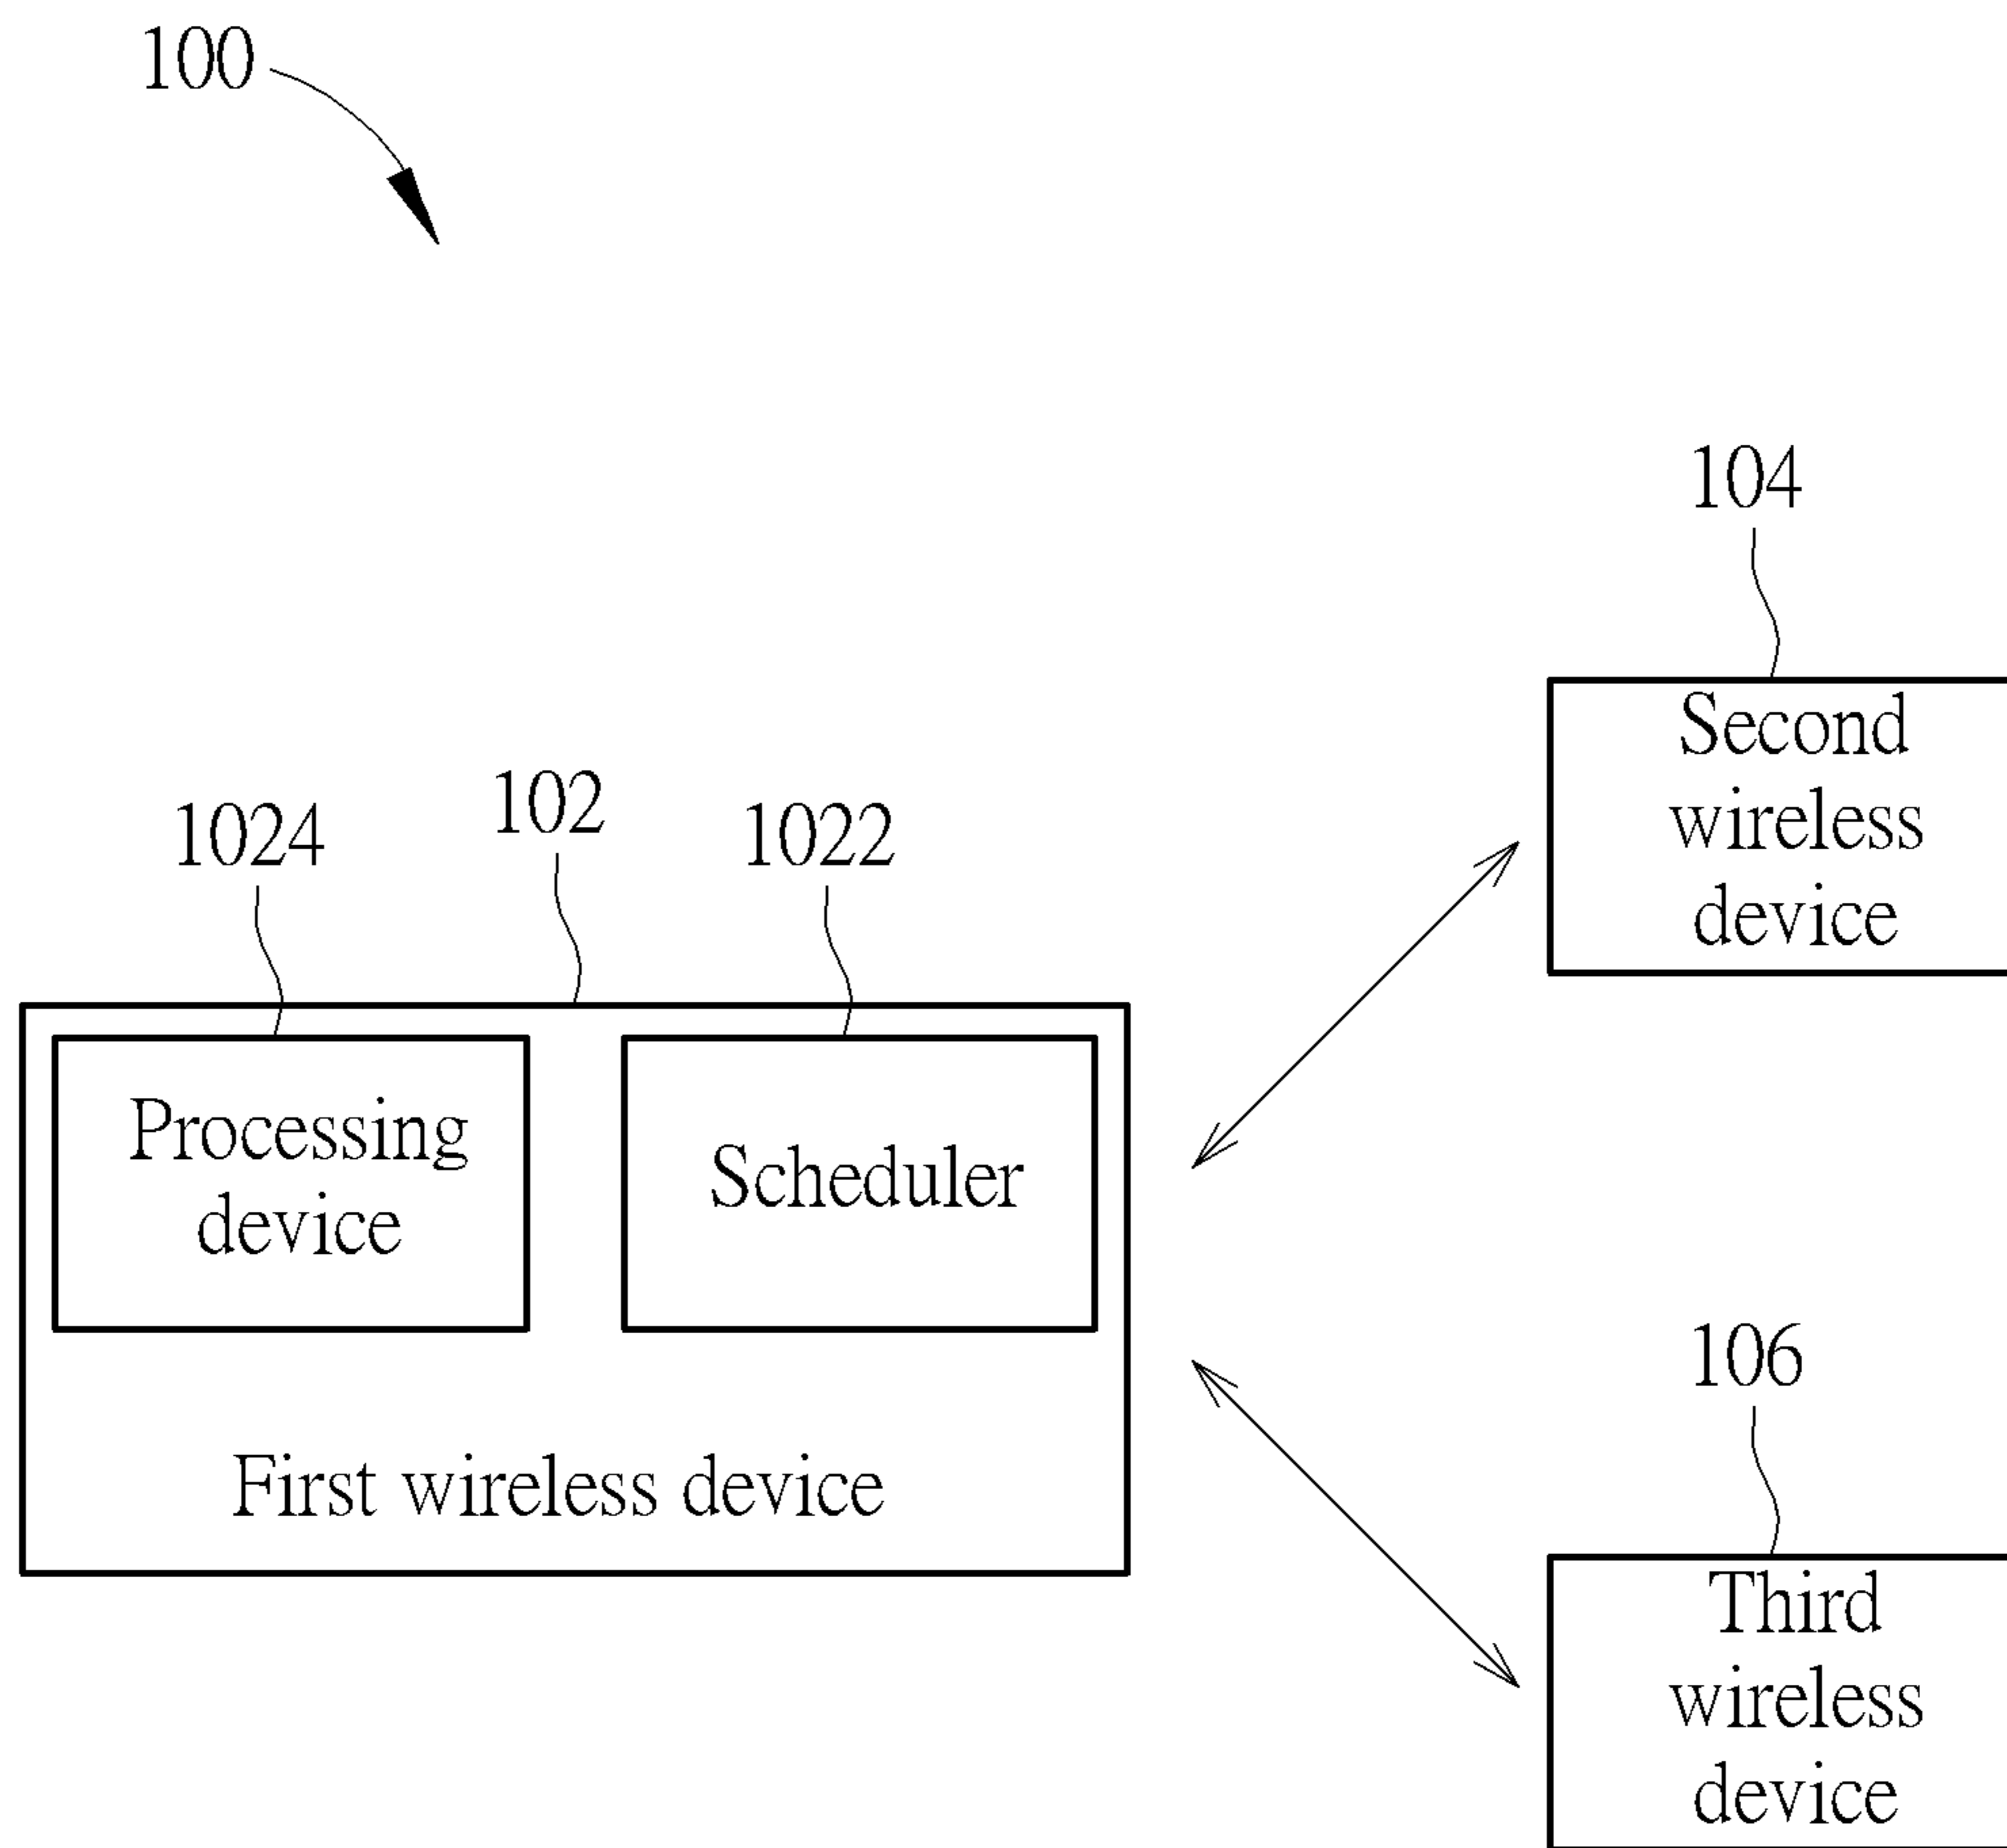 100
104
Second
wireless
device
1024
102
1022
Processing
device
Scheduler
First wireless device
106
Third
wireless
device